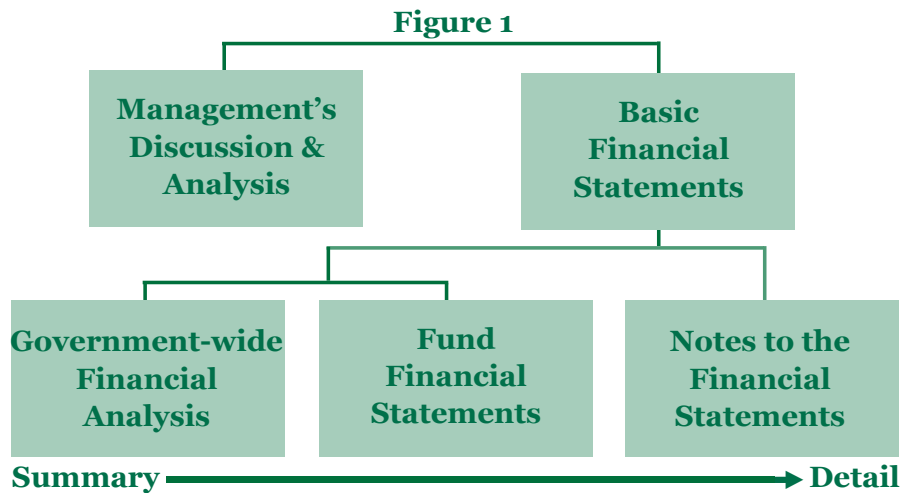 Figure 1
Management's
Discussion &
Analysis
Basic
Financial
Statements
Government-wide
Financial
Analysis
Fund
Financial
Statements
Notes to the
Financial
Statements
Summary
Detail